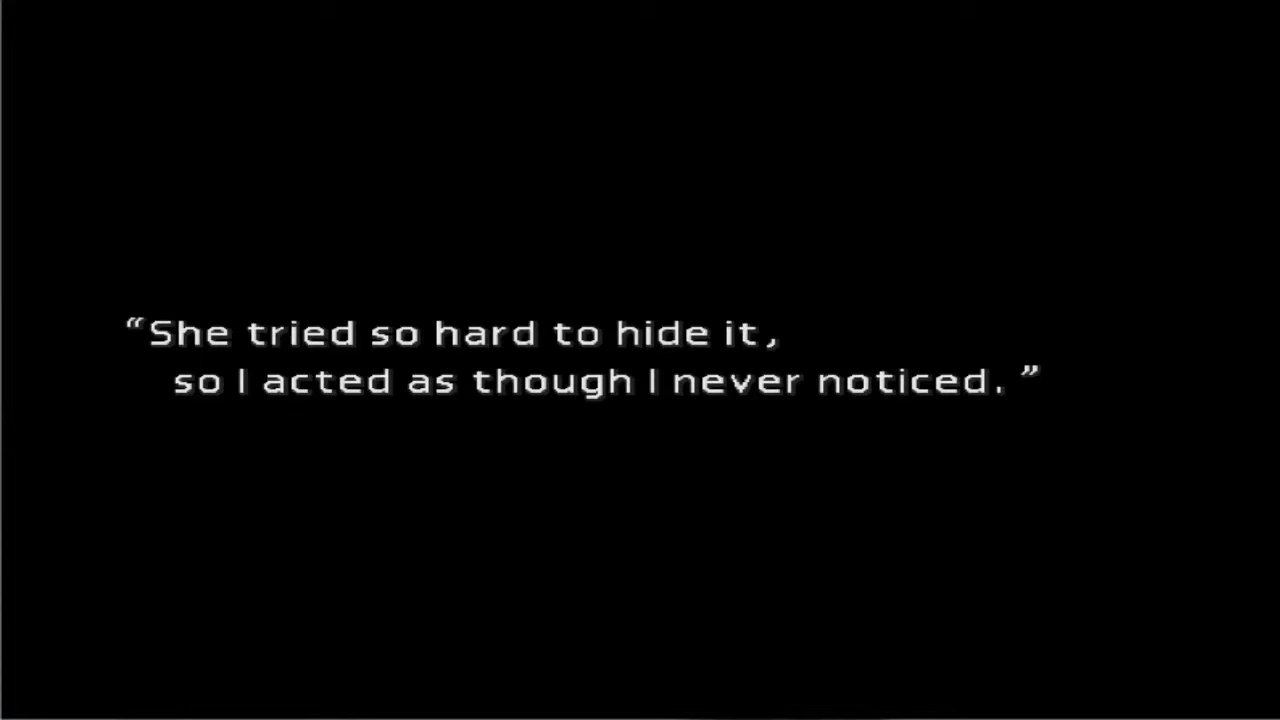 “She tried so hard to hide it,
so I acted as though I never noticed.”